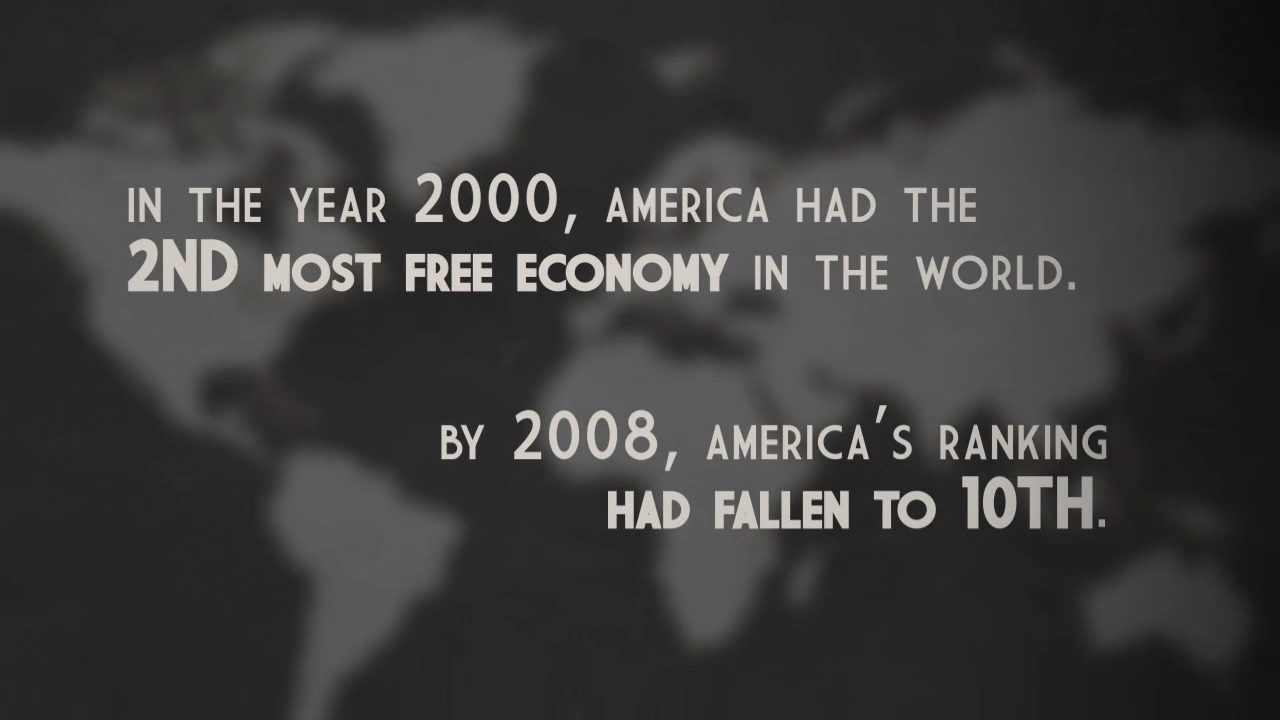 IN THE YEAR 2000, AMERICA HAD THE
2ND MOST FREE ECONOMY IN THE WORLD.
BY 2008, AMERICA'S RANKING
HAD FALLEN TO 10TH.